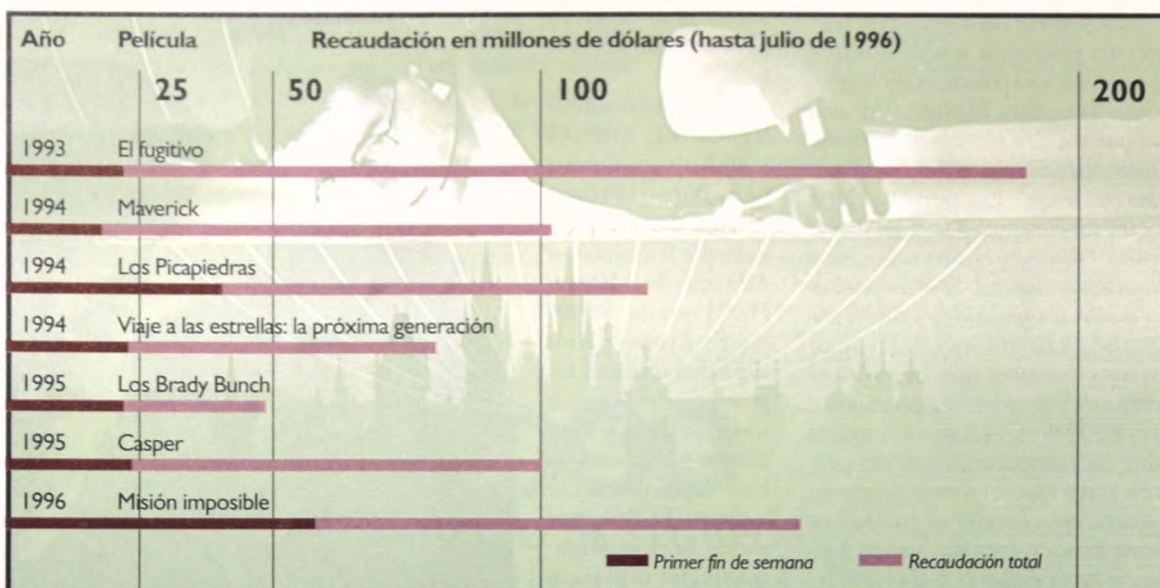 Año Película Recaudación en millones de dólares (hasta julio de 1996)
25 50 100 200
1993 El fugitivo
1994 Maverick
1994 Los Picapiedras
1994 Viaje a las estrellas: la próxima generación
1995 Los Brady Bunch
1995 Casper
1996 Misión imposible
Primer fin de semana Recaudación total